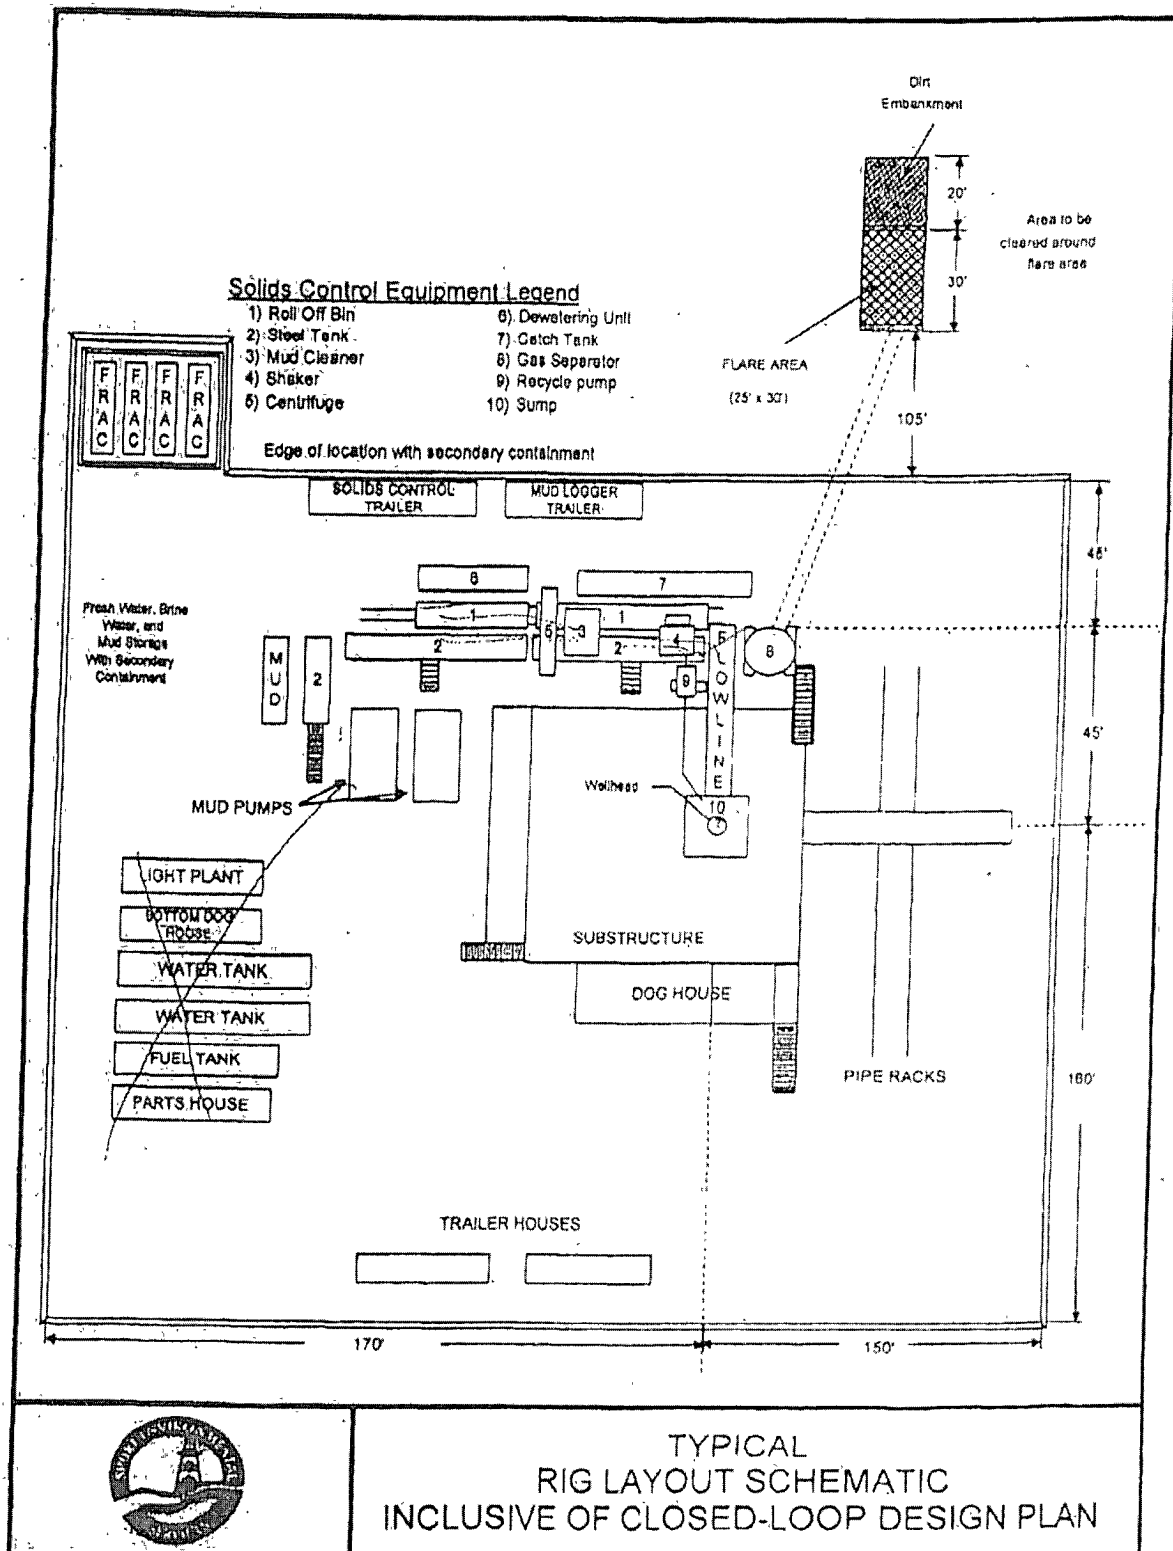 Dirt
Embankment
20'
Area to be
cleared around
flare area
30'
Solids Control Equipment Legend
1) Roll Off Bin
2) Steel Tank
3) Mud Cleaner
4) Shaker
5) Centrifuge
6) Dewatering Unit
7) Catch Tank
8) Gas Separator
9) Recycle pump
10) Sump
FLARE AREA
(25' x 30')
105'
FRAC
FRAC
FRAC
FRAC
Edge of location with secondary containment
SOLIDS CONTROL
TRAILER
MUD LOGGER
TRAILER
45'
Fresh Water, Brine
Water, and
Mud Storage
With Secondary
Containment
6
7
1
5
3
1
2
2
4
8
9
FLOWLINE
MUD
2
45'
MUD PUMPS
Wellhead
10
LIGHT PLANT
BOTTOM DOG
HOUSE
WATER TANK
WATER TANK
FUEL TANK
PARTS HOUSE
SUBSTRUCTURE
DOG HOUSE
PIPE RACKS
160'
TRAILER HOUSES
170'
150'
TYPICAL
RIG LAYOUT SCHEMATIC
INCLUSIVE OF CLOSED-LOOP DESIGN PLAN